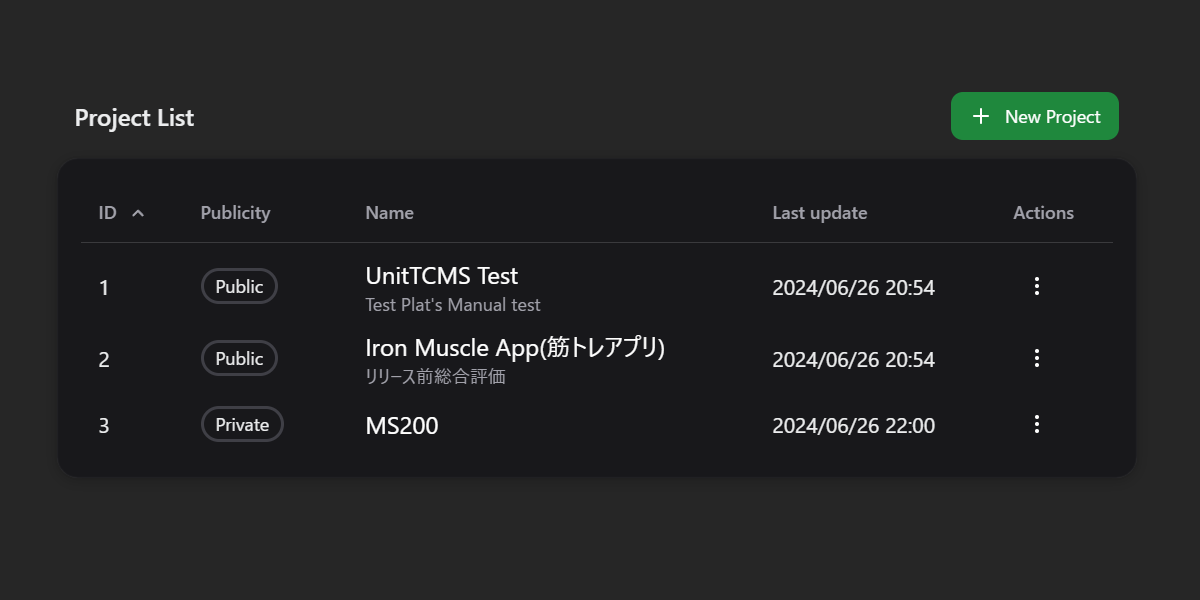 Project List
New Project
ID Publicity Name Last update Actions
1 Public UnitTCMS Test 2024/06/26 20:54
Test Plat's Manual test
2 Public Iron Muscle App(筋トレアプリ) 2024/06/26 20:54
リリース前総合評価
3 Private MS200 2024/06/26 22:00